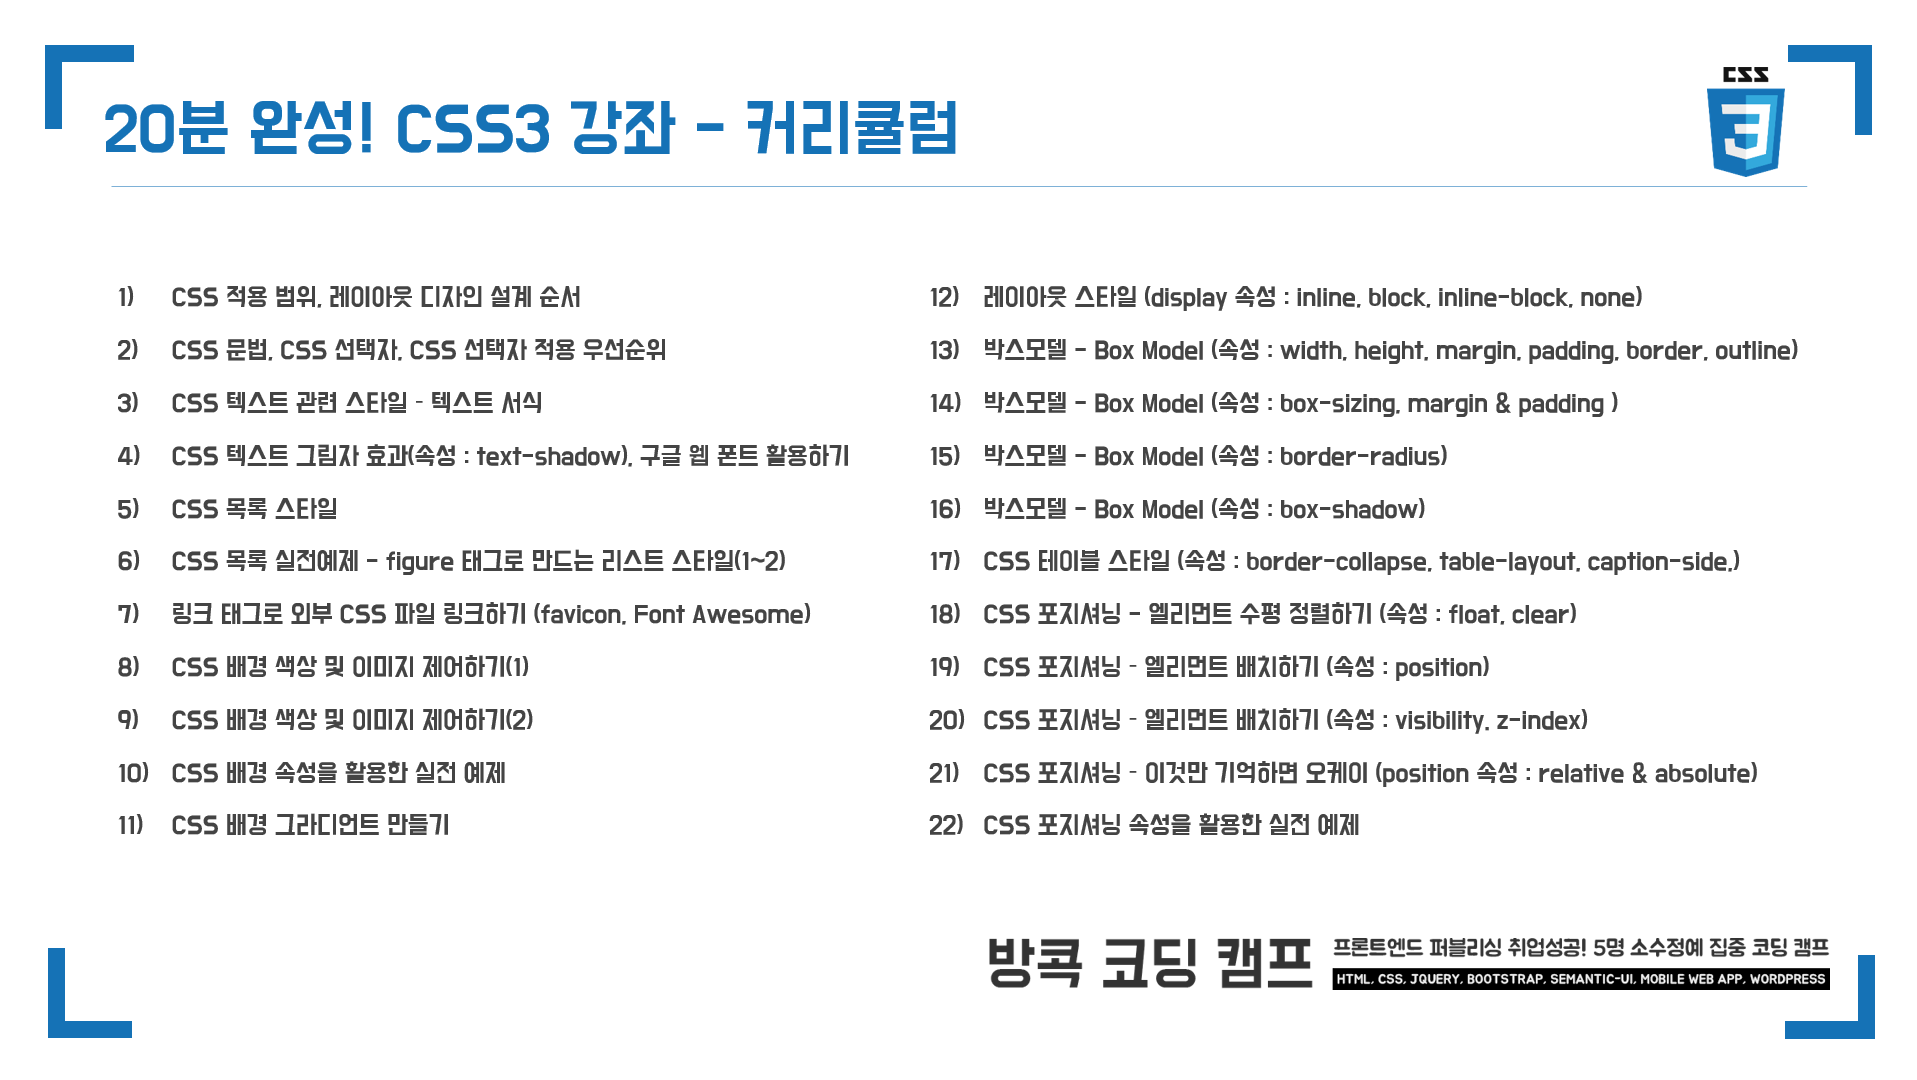 20분 완성! CSS3 강좌 - 커리큘럼
CSS
3
1) CSS 적용 범위, 레이아웃 디자인 설계 순서
2) CSS 문법, CSS 선택자, CSS 선택자 적용 우선순위
3) CSS 텍스트 관련 스타일 - 텍스트 서식
4) CSS 텍스트 그림자 효과(속성 : text-shadow), 구글 웹 폰트 활용하기
5) CSS 목록 스타일
6) CSS 목록 실전예제 - figure 태그로 만드는 리스트 스타일(1~2)
7) 링크 태그로 외부 CSS 파일 링크하기 (favicon, Font Awesome)
8) CSS 배경 색상 및 이미지 제어하기(1)
9) CSS 배경 색상 및 이미지 제어하기(2)
10) CSS 배경 속성을 활용한 실전 예제
11) CSS 배경 그라디언트 만들기
12) 레이아웃 스타일 (display 속성 : inline, block, inline-block, none)
13) 박스모델 - Box Model (속성 : width, height, margin, padding, border, outline)
14) 박스모델 - Box Model (속성 : box-sizing, margin & padding )
15) 박스모델 - Box Model (속성 : border-radius)
16) 박스모델 - Box Model (속성 : box-shadow)
17) CSS 테이블 스타일 (속성 : border-collapse, table-layout, caption-side,)
18) CSS 포지셔닝 - 엘리먼트 수평 정렬하기 (속성 : float, clear)
19) CSS 포지셔닝 - 엘리먼트 배치하기 (속성 : position)
20) CSS 포지셔닝 - 엘리먼트 배치하기 (속성 : visibility, z-index)
21) CSS 포지셔닝 - 이것만 기억하면 오케이 (position 속성 : relative & absolute)
22) CSS 포지셔닝 속성을 활용한 실전 예제
방콕 코딩 캠프
프론트엔드 퍼블리싱 취업성공! 5명 소수정예 집중 코딩 캠프
HTML, CSS, JQUERY, BOOTSTRAP, SEMANTIC-UI, MOBILE WEB APP, WORDPRESS